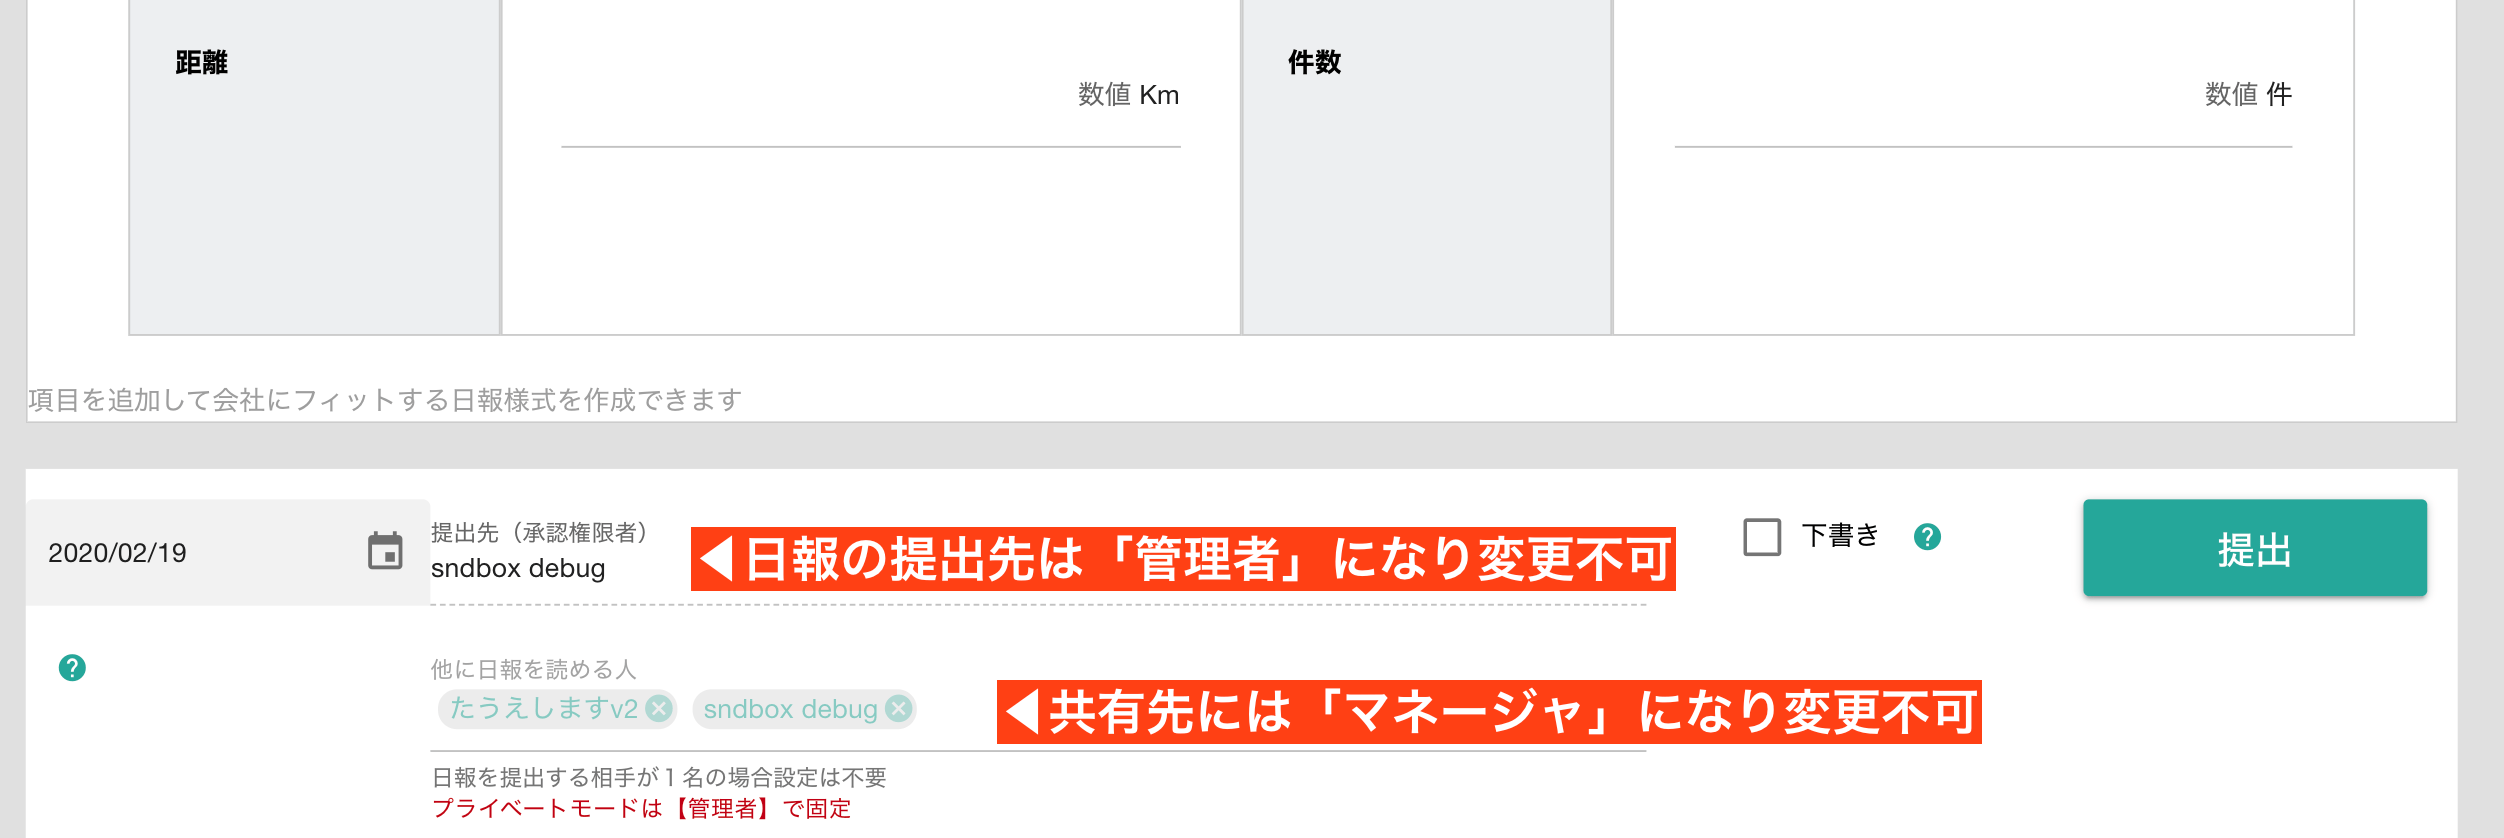 距離
数値 Km
件数
数値 件
項目を追加して会社にフィットする日報様式を作成できます
2020/02/19
提出先（承認権限者）
sndbox debug
◀日報の提出先は「管理者」になり変更不可
下書き
?
提出
?
他に日報を読める人
たうえしますv2
sndbox debug
◀共有先には「マネージャ」になり変更不可
日報を提出する相手が１名の場合設定は不要
プライベートモードは【管理者】で固定